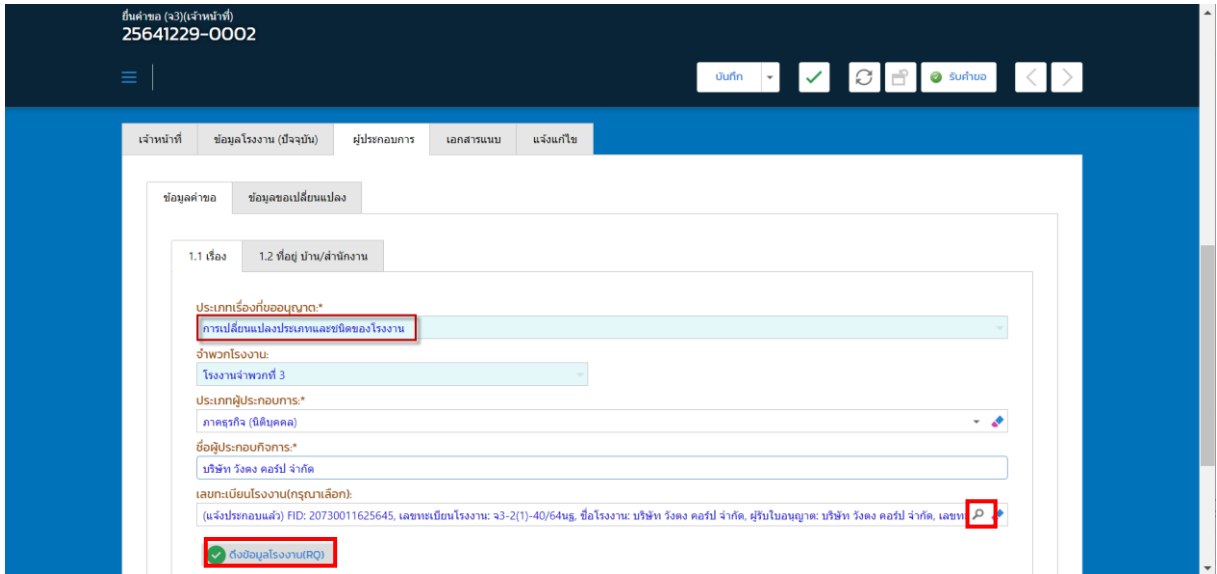 ยื่นคำขอ (จ3)(เจ้าหน้าที่)
25641229-0002
บันทึก
รับคำขอ
เจ้าหน้าที่ ข้อมูลโรงงาน (ปัจจุบัน) ผู้ประกอบการ เอกสารแนบ แจ้งแก้ไข
ข้อมูลคำขอ ข้อมูลขอเปลี่ยนแปลง
1.1 เรื่อง 1.2 ที่อยู่ บ้าน/สำนักงาน
ประเภทเรื่องที่ขออนุญาต:*
การเปลี่ยนแปลงประเภทและชนิดของโรงงาน
จำพวกโรงงาน:
โรงงานจำพวกที่ 3
ประเภทผู้ประกอบการ:*
ภาคธุรกิจ (นิติบุคคล)
ชื่อผู้ประกอบกิจการ:*
บริษัท วังดง คอร์ป จำกัด
เลขทะเบียนโรงงาน(กรุณาเลือก):
(แจ้งประกอบแล้ว) FID: 20730011625645, เลขทะเบียนโรงงาน: จ3-2(1)-40/64นฐ, ชื่อโรงงาน: บริษัท วังดง คอร์ป จำกัด, ผู้รับใบอนุญาต: บริษัท วังดง คอร์ป จำกัด, เลขท
ดึงข้อมูลโรงงาน(RQ)